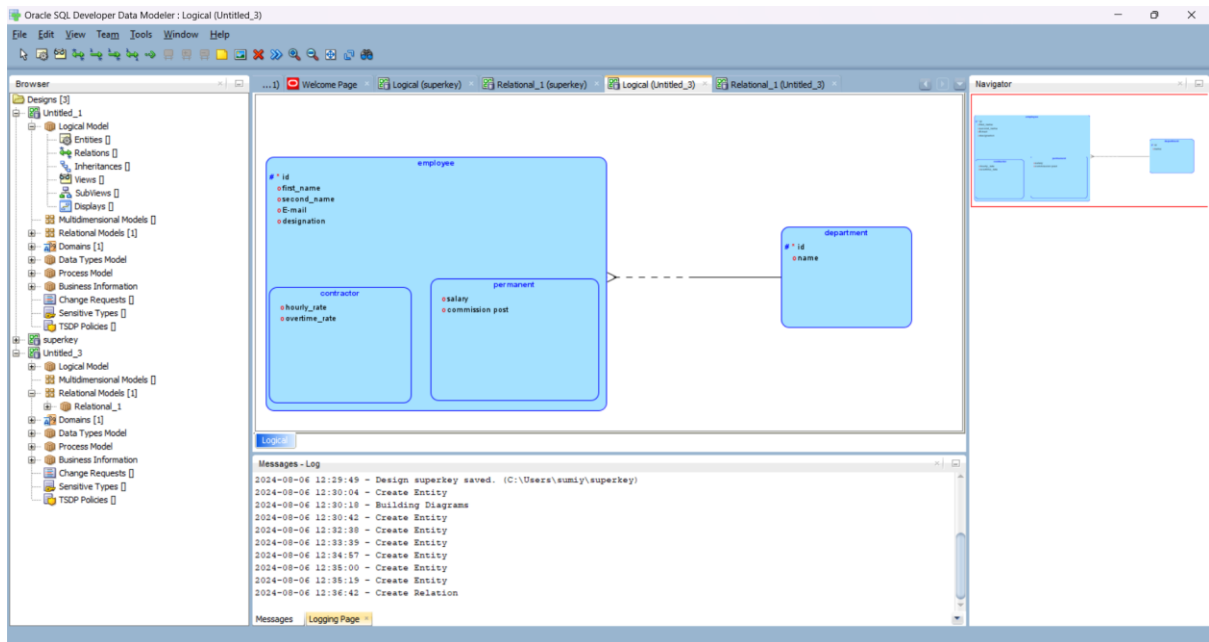 Oracle SQL Developer Data Modeler : Logical (Untitled_3)
File Edit View Team Tools Window Help
Browser
Designs [3]
Untitled_1
Logical Model
Entities []
Relations []
Inheritances []
Views []
SubViews []
Displays []
Multidimensional Models []
Relational Models [1]
Domains [1]
Data Types Model
Process Model
Business Information
Change Requests []
Sensitive Types []
TSDP Policies []
superkey
Untitled_3
Logical Model
Multidimensional Models []
Relational Models [1]
Relational_1
Domains [1]
Data Types Model
Process Model
Business Information
Change Requests []
Sensitive Types []
TSDP Policies []
...1) Welcome Page Logical (superkey) Relational_1 (superkey) Logical (Untitled_3) Relational_1 (Untitled_3)
employee
# * id
o first_name
o second_name
o E-mail
o designation
contractor
o hourly_rate
o overtime_rate
permanent
o salary
o commission post
department
# * id
o name
Logical
Messages - Log
2024-08-06 12:29:49 - Design superkey saved. (C:\Users\sumiy\superkey)
2024-08-06 12:30:04 - Create Entity
2024-08-06 12:30:18 - Building Diagrams
2024-08-06 12:30:42 - Create Entity
2024-08-06 12:32:38 - Create Entity
2024-08-06 12:33:39 - Create Entity
2024-08-06 12:34:57 - Create Entity
2024-08-06 12:35:00 - Create Entity
2024-08-06 12:35:19 - Create Entity
2024-08-06 12:36:42 - Create Relation
Messages Logging Page
Navigator